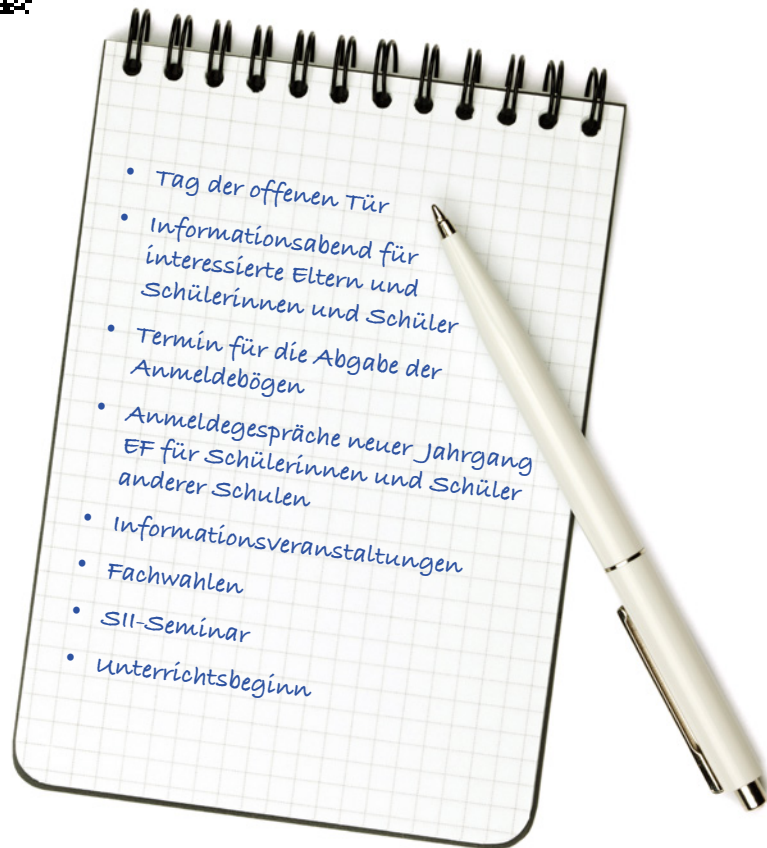 • Tag der offenen Tür
• Informationsabend für
interessierte Eltern und
Schülerinnen und Schüler
• Termin für die Abgabe der
Anmeldebögen
• Anmeldegespräche neuer Jahrgang
EF für Schülerinnen und Schüler
anderer Schulen
• Informationsveranstaltungen
• Fachwahlen
• SII-Seminar
• Unterrichtsbeginn